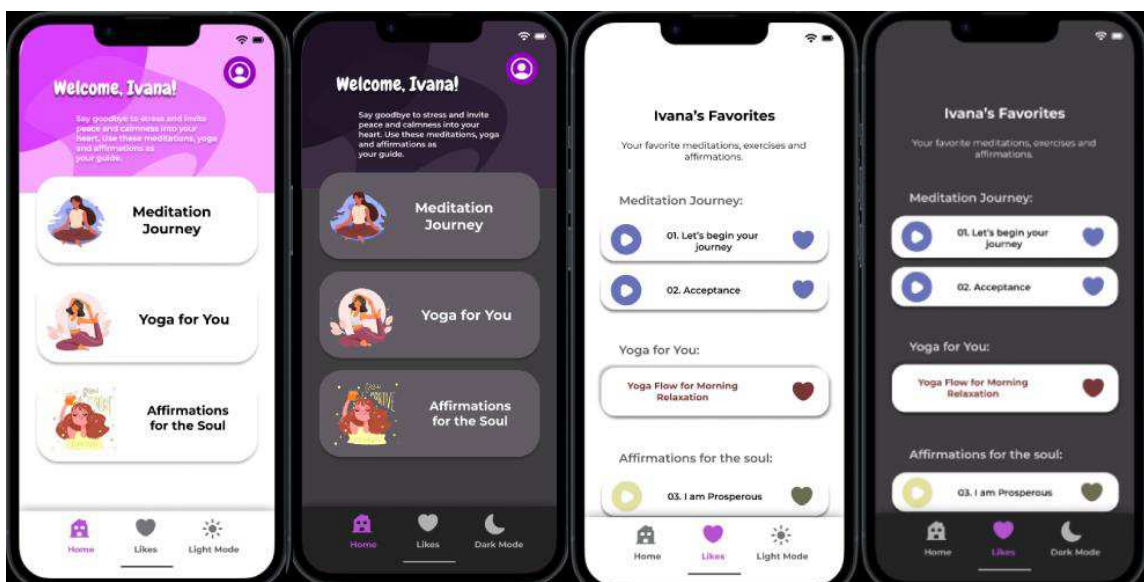 Welcome, Ivana!
Say goodbye to stress and invite
peace and calmness into your
heart. Use these meditations, yoga
and affirmations as
your guide.
Meditation
Journey
Yoga for You
Affirmations
for the Soul
Home
Likes
Light Mode
Welcome, Ivana!
Say goodbye to stress and invite
peace and calmness into your
heart. Use these meditations, yoga
and affirmations as
your guide.
Meditation
Journey
Yoga for You
Affirmations
for the Soul
Home
Likes
Dark Mode
Ivana's Favorites
Your favorite meditations, exercises and
affirmations.
Meditation Journey:
01. Let's begin your
journey
02. Acceptance
Yoga for You:
Yoga Flow for Morning
Relaxation
Affirmations for the soul:
03. I am Prosperous
Home
Likes
Light Mode
Ivana's Favorites
Your favorite meditations, exercises and
affirmations.
Meditation Journey:
01. Let's begin your
journey
02. Acceptance
Yoga for You:
Yoga Flow for Morning
Relaxation
Affirmations for the soul:
03. I am Prosperous
Home
Likes
Dark Mode